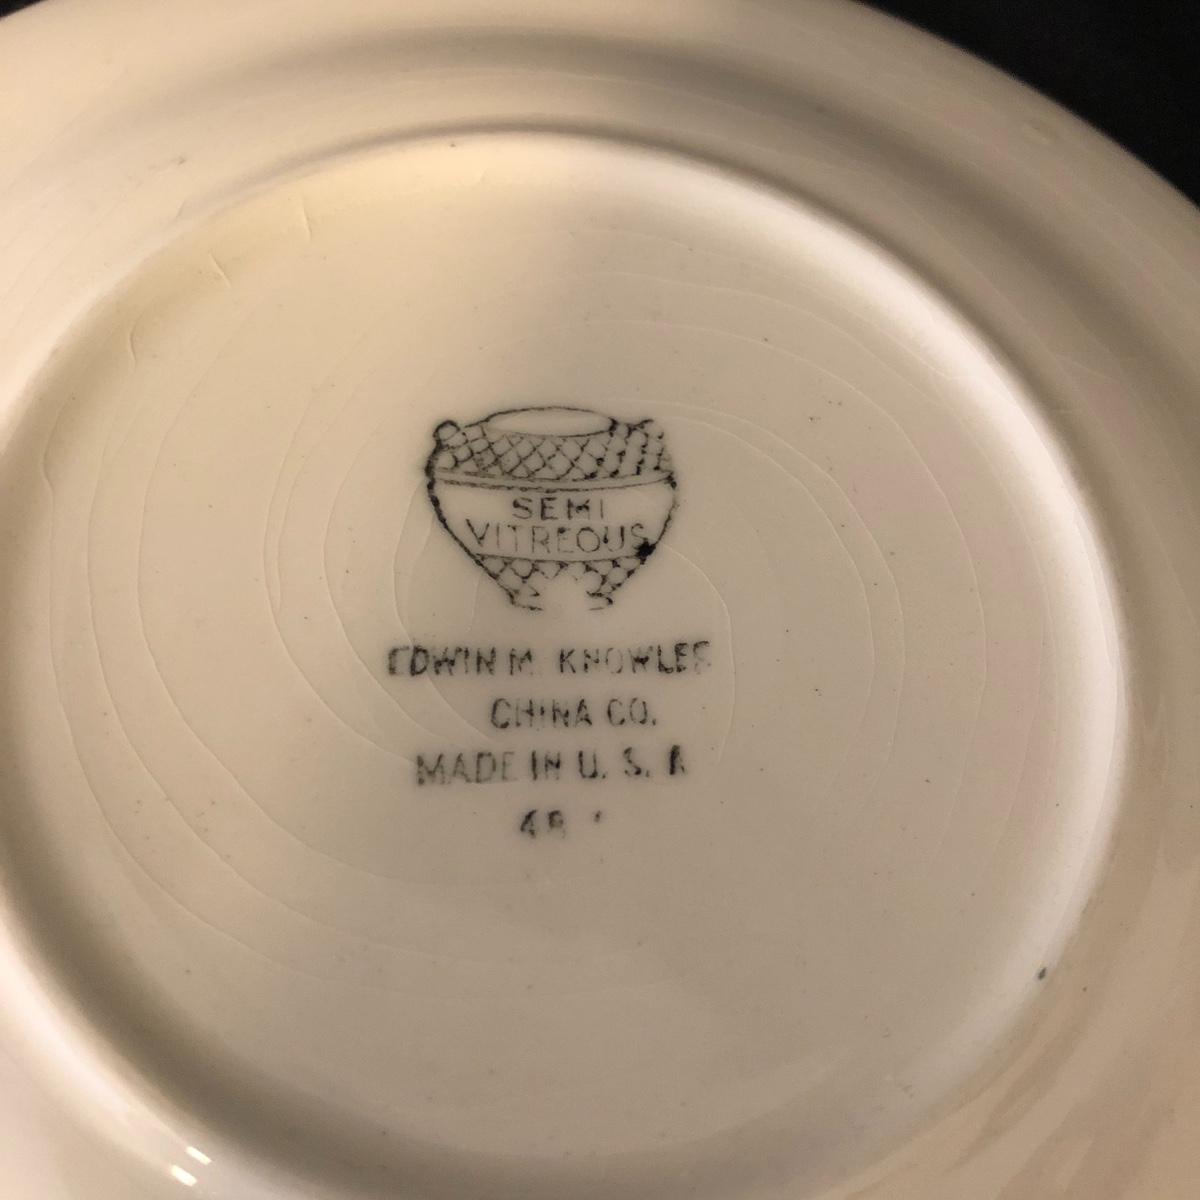 SEMI
VITREOUS
EDWIN M. KNOWLES
CHINA CO.
MADE IN U. S. A